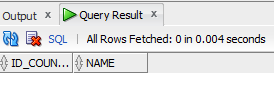 Output x Query Result x
SQL | All Rows Fetched: 0 in 0.004 seconds
ID_COUN... NAME